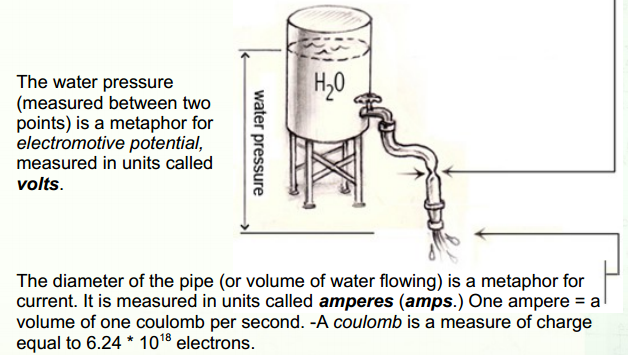 The water pressure
(measured between two
points) is a metaphor for
electromotive potential,
measured in units called
volts.
water pressure
H₂O
The diameter of the pipe (or volume of water flowing) is a metaphor for
current. It is measured in units called amperes (amps.) One ampere = a
volume of one coulomb per second. -A coulomb is a measure of charge
equal to 6.24 * 10¹⁸ electrons.